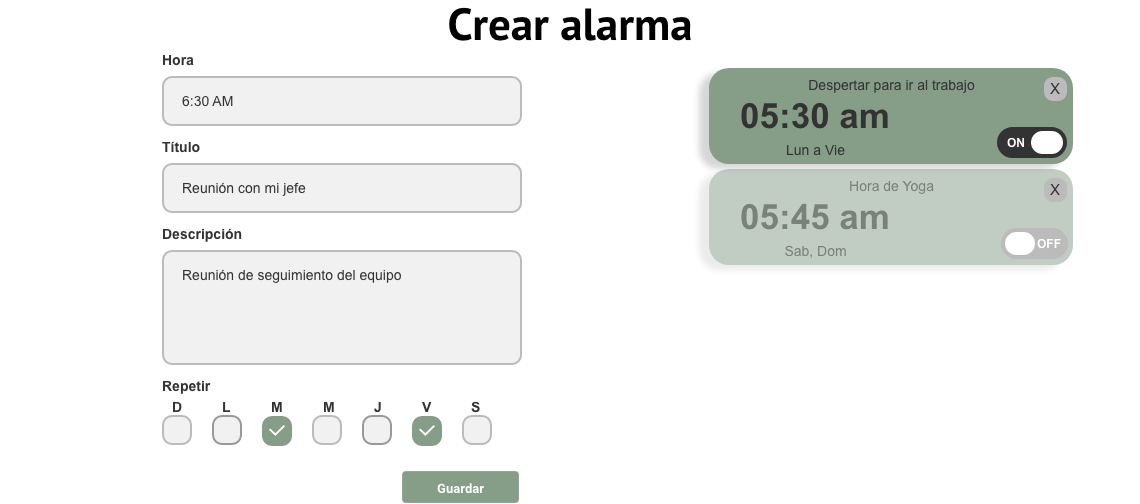 Crear alarma
Hora
6:30 AM
Título
Reunión con mi jefe
Descripción
Reunión de seguimiento del equipo
Repetir
D L M M J V S
Guardar
Despertar para ir al trabajo
X
05:30 am
ON
Lun a Vie
Hora de Yoga
X
05:45 am
OFF
Sab, Dom